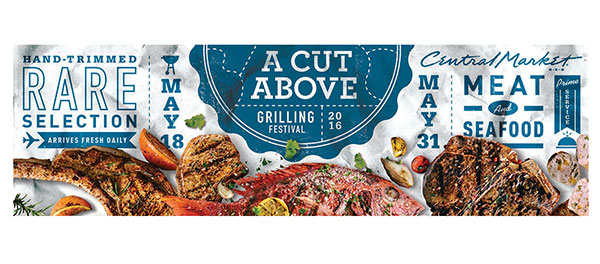 HAND-TRIMMED
RARE
SELECTION
ARRIVES FRESH DAILY
MAY
18
A CUT
ABOVE
GRILLING
FESTIVAL
20
16
MAY
31
Central Market
H-E-B
MEAT
And
SEAFOOD
Prime
SERVICE